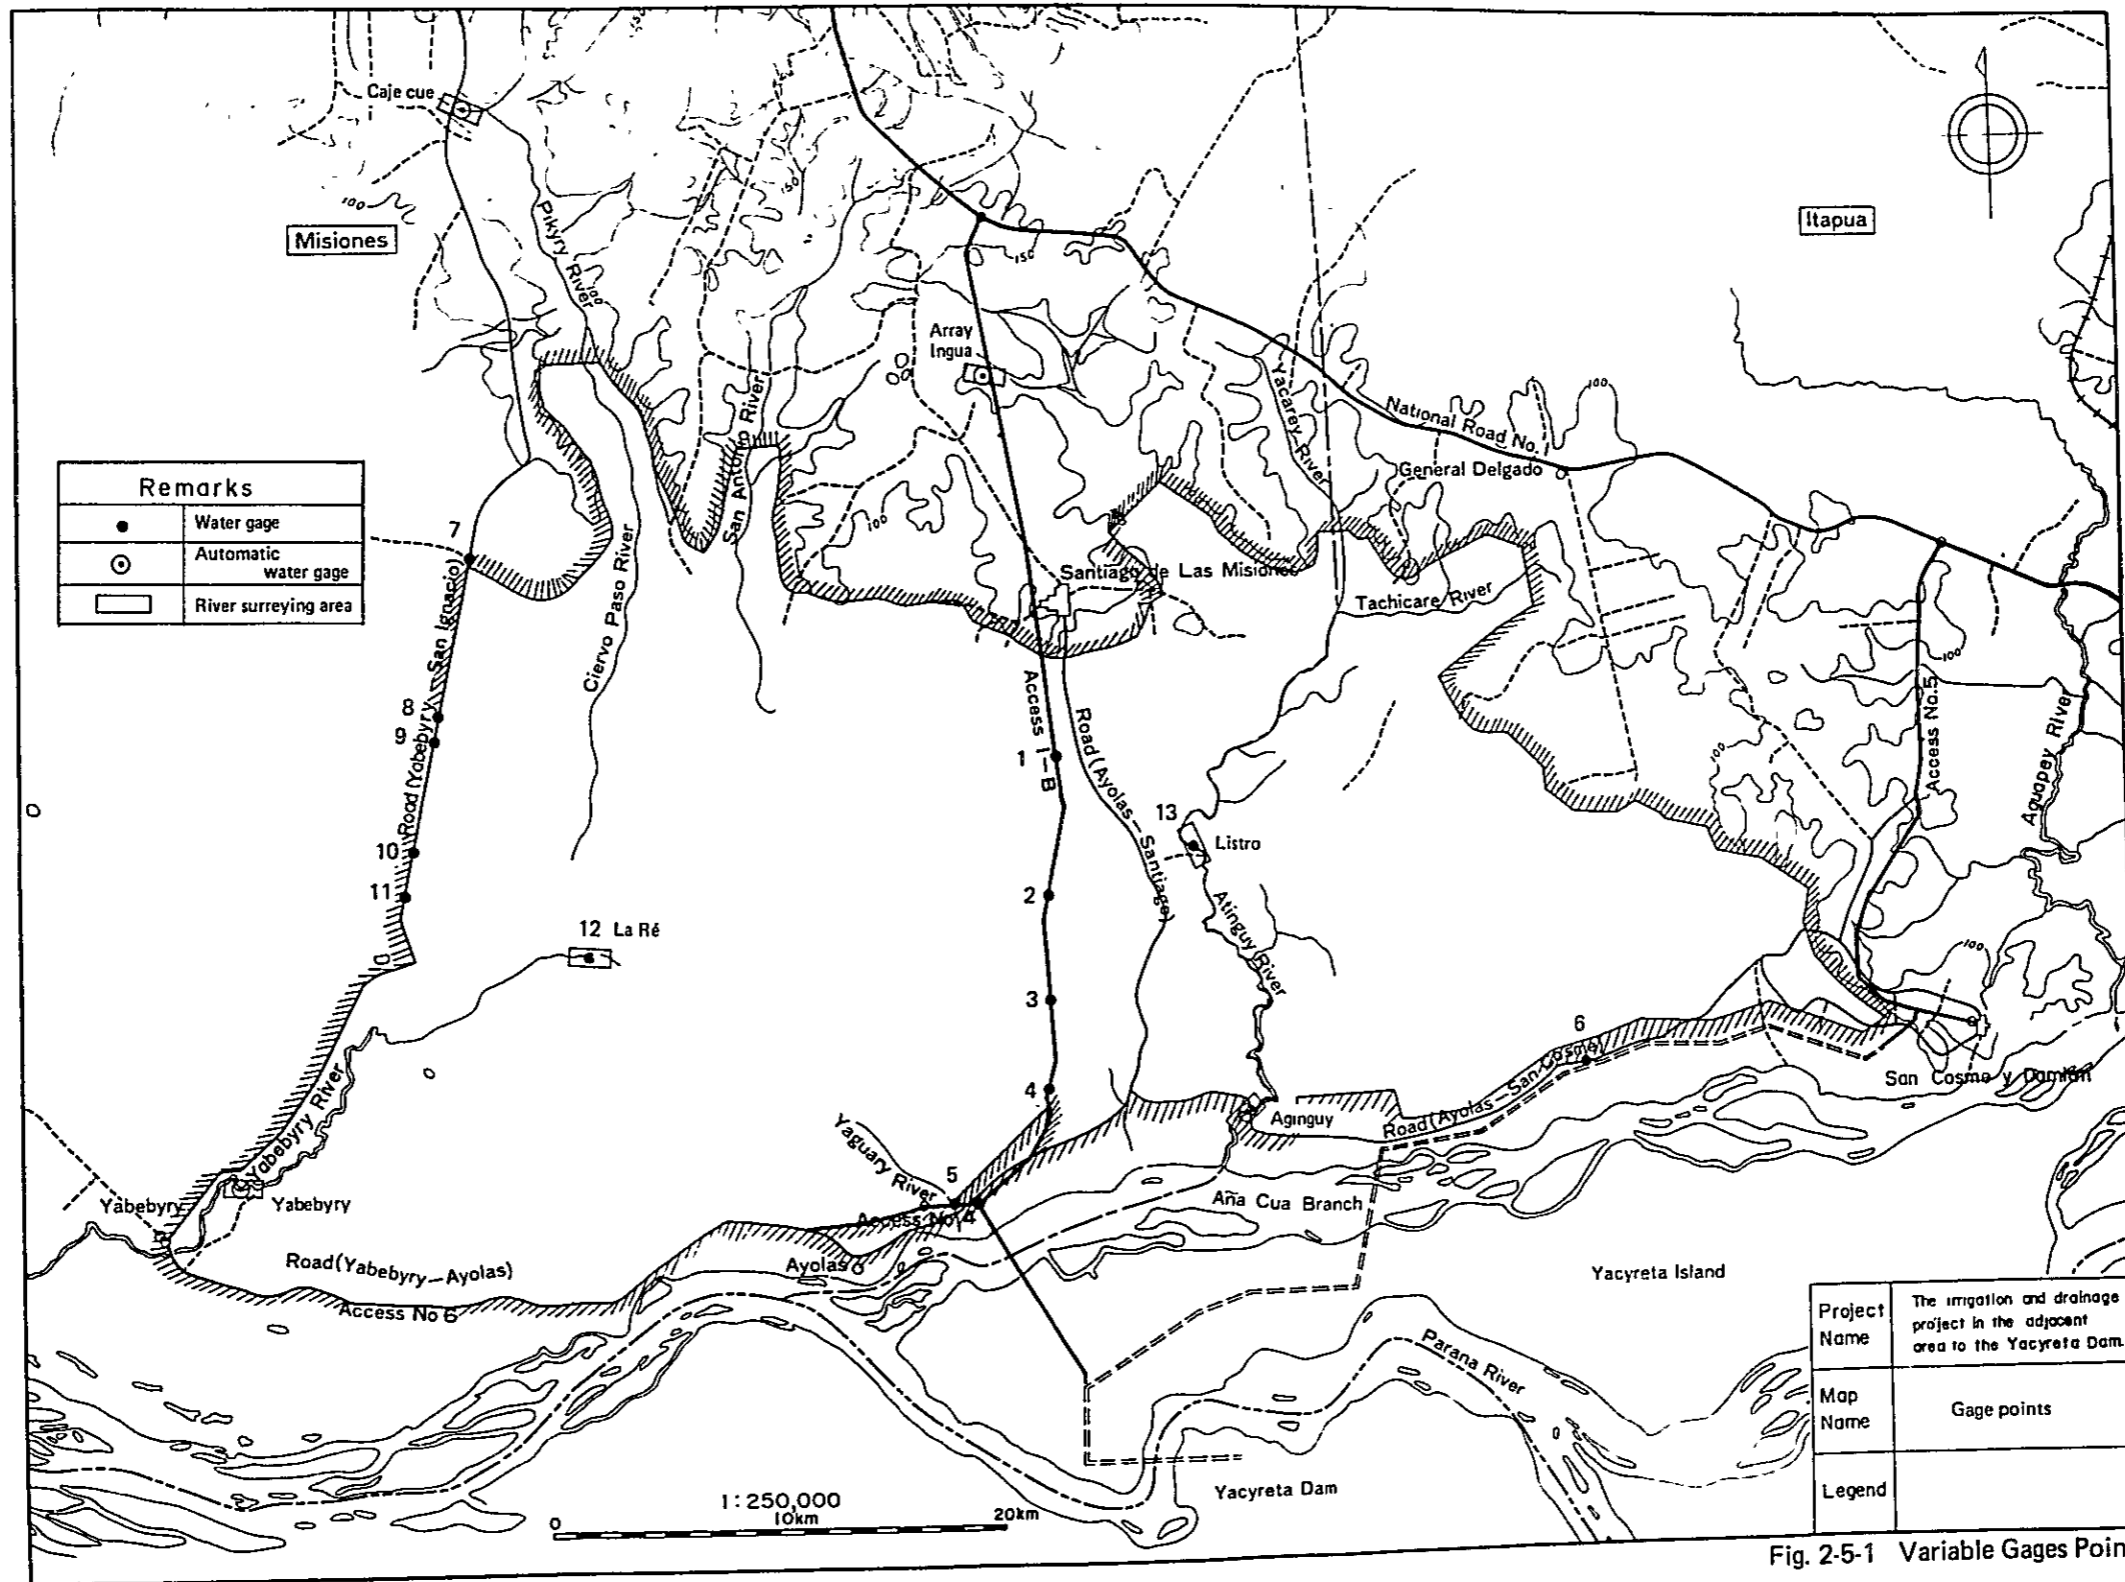 Caje cue
150
100
Misiones
Pikyry River
100
150
150
Itapua
Array
Ingua
San Antonio River
Yacarey River
National Road No.
100
General Delgado
Remarks
Water gage
Automatic
water gage
River surreying area
7
100
Santiago de Las Misiones
Tachicare River
Ciervo Paso River
Road (Yabebyry San Ignacio)
8
9
10
11
Access 1-B
1
Road (Ayolas-Santiago)
100
100
Access No.5
Aguapey River
13
Listro
2
Atinguy River
12 La Ré
3
100
6
4
San Cosme y Damian
Road (Ayolas-San Cosme)
Aginguy
Yabebyry River
Yaguary River
5
Yabebyry
Yabebyry
Aña Cua Branch
Access No 4
Ayolas
Road (Yabebyry-Ayolas)
Access No 6
Yacyreta Island
Parana River
Yacyreta Dam
1:250,000
0
10km
20km
Project
Name
The irrigation and drainage
project in the adjacent
area to the Yacyreta Dam.
Map
Name
Gage points
Legend
Fig. 2-5-1 Variable Gages Poin